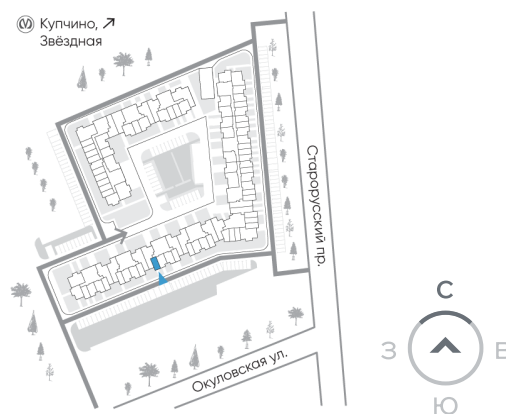 Купчино, ↗
Звёздная
Старорусский пр.
Окуловская ул.
С
З
В
Ю